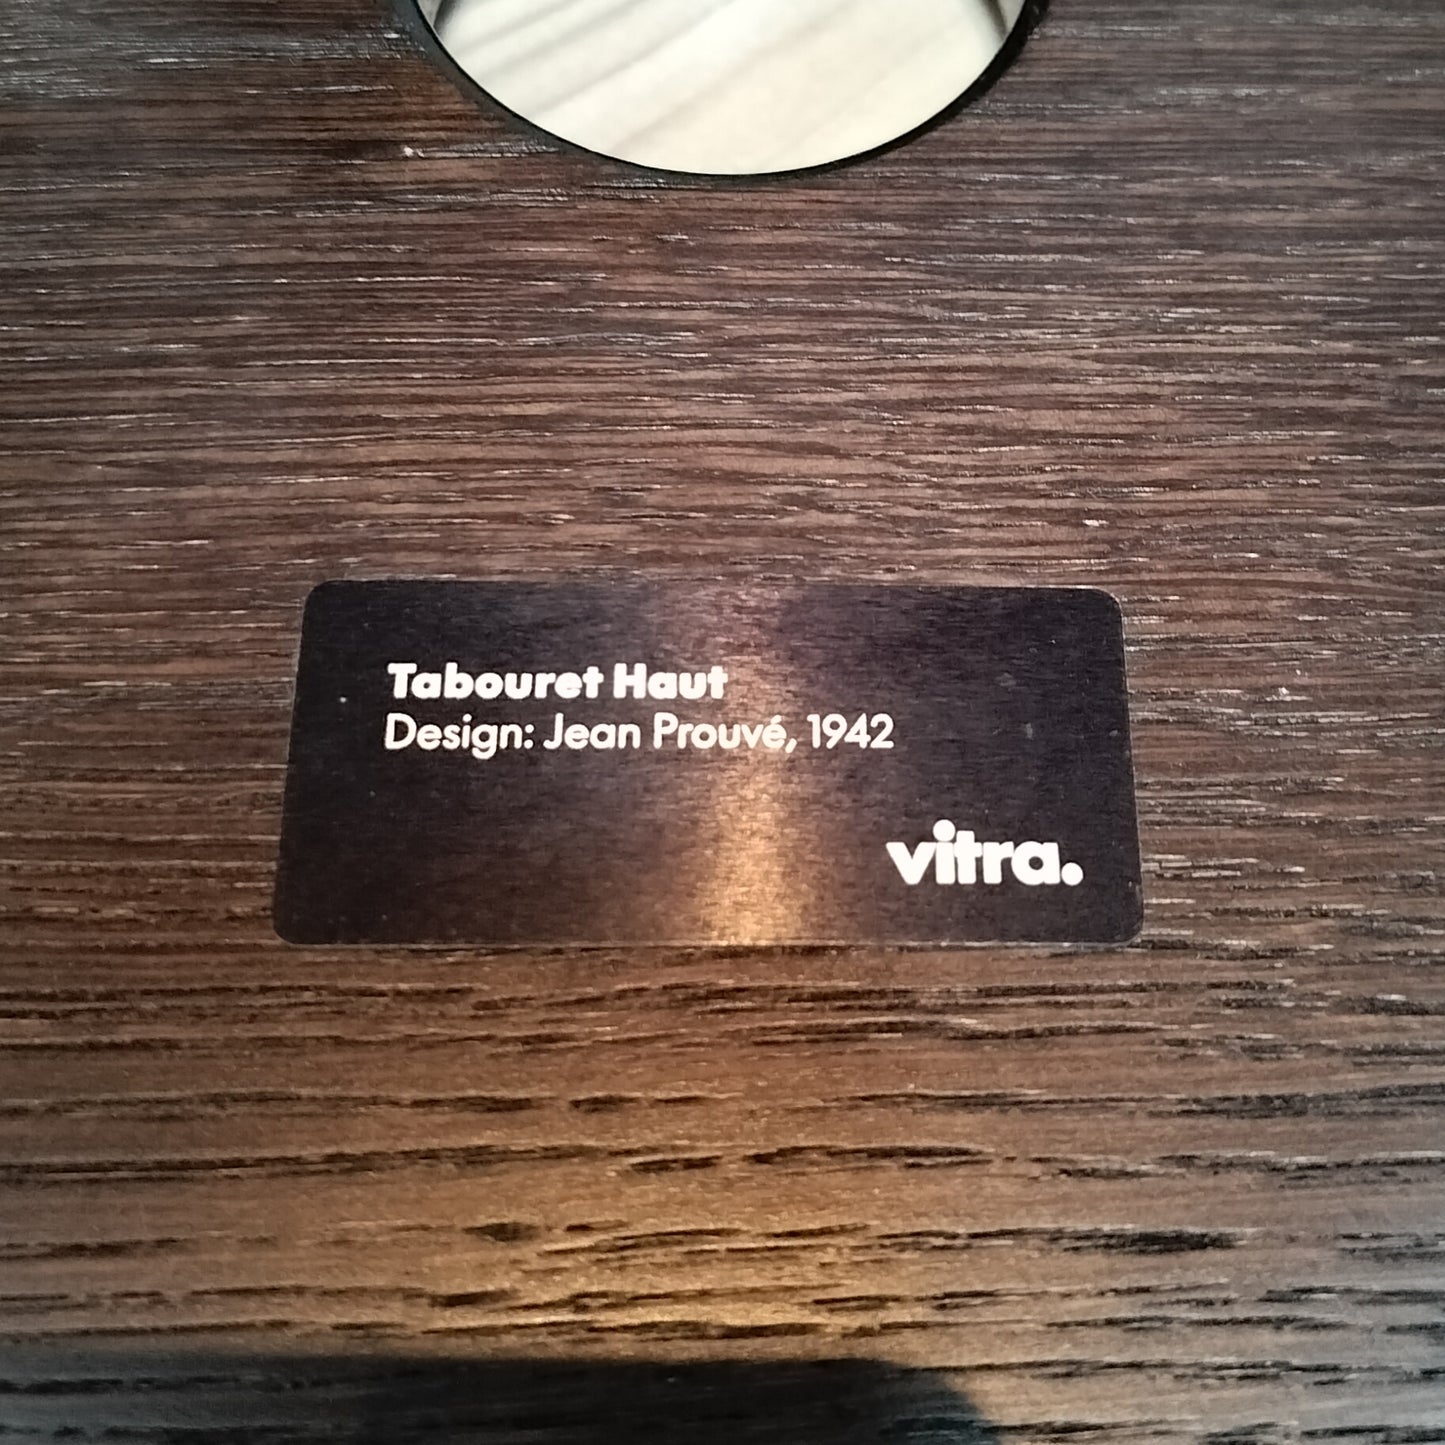 Tabouret Haut
Design: Jean Prouvé, 1942
vitra.